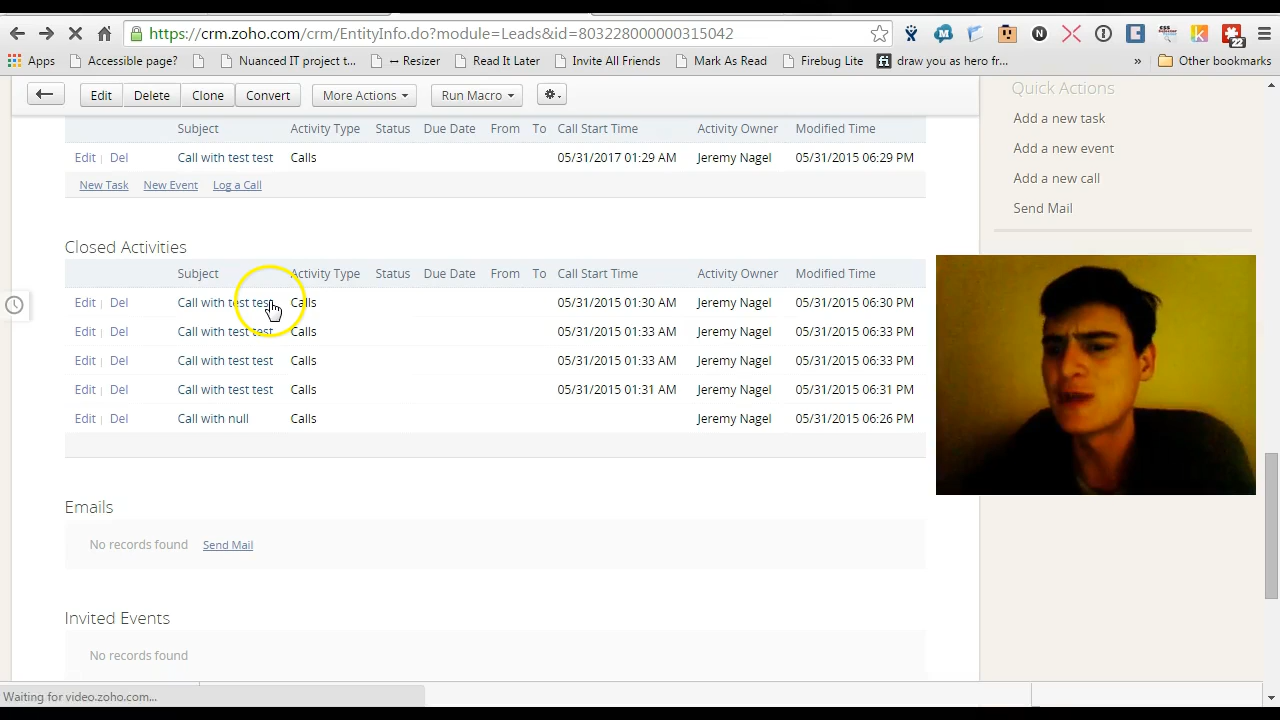 https://crm.zoho.com/crm/EntityInfo.do?module=Leads&id=803228000000315042
22
Apps Accessible page? Nuanced IT project t... → Resizer Read It Later Invite All Friends Mark As Read Firebug Lite draw you as hero fr... » Other bookmarks
Edit Delete Clone Convert More Actions Run Macro
Quick Actions
Add a new task
Add a new event
Add a new call
Send Mail
Subject Activity Type Status Due Date From To Call Start Time Activity Owner Modified Time
Edit | Del Call with test test Calls 05/31/2017 01:29 AM Jeremy Nagel 05/31/2015 06:29 PM
New Task New Event Log a Call
Closed Activities
Subject Activity Type Status Due Date From To Call Start Time Activity Owner Modified Time
Edit | Del Call with test test Calls 05/31/2015 01:30 AM Jeremy Nagel 05/31/2015 06:30 PM
Edit | Del Call with test test Calls 05/31/2015 01:33 AM Jeremy Nagel 05/31/2015 06:33 PM
Edit | Del Call with test test Calls 05/31/2015 01:33 AM Jeremy Nagel 05/31/2015 06:33 PM
Edit | Del Call with test test Calls 05/31/2015 01:31 AM Jeremy Nagel 05/31/2015 06:31 PM
Edit | Del Call with null Calls Jeremy Nagel 05/31/2015 06:26 PM
Emails
No records found Send Mail
Invited Events
No records found
Waiting for video.zoho.com...